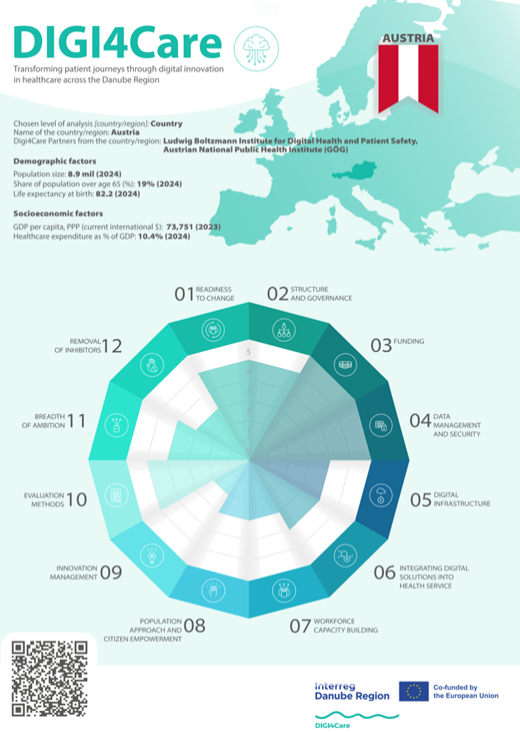 DIGI4Care
Transforming patient journeys through digital innovation
in healthcare across the Danube Region
AUSTRIA
Chosen level of analysis (country/region): Country
Name of the country/region: Austria
Digi4Care Partners from the country/region: Ludwig Boltzmann Institute for Digital Health and Patient Safety,
Austrian National Public Health Institute (GÖG)
Demographic factors
Population size: 8.9 mil (2024)
Share of population over age 65 (%): 19% (2024)
Life expectancy at birth: 82.2 (2024)
Socioeconomic factors
GDP per capita, PPP (current international $): 73,751 (2023)
Healthcare expenditure as % of GDP: 10.4% (2024)
01 READINESS
TO CHANGE
02 STRUCTURE
AND GOVERNANCE
03 FUNDING
04 DATA
MANAGEMENT
AND SECURITY
05 DIGITAL
INFRASTRUCTURE
06 INTEGRATING DIGITAL
SOLUTIONS INTO
HEALTH SERVICE
07 WORKFORCE
CAPACITY BUILDING
POPULATION
APPROACH AND 08
CITIZEN EMPOWERMENT
INNOVATION
MANAGEMENT 09
EVALUATION
METHODS 10
BREADTH
OF AMBITION 11
REMOVAL
OF INHIBITORS 12
5
Interreg
Danube Region
Co-funded by
the European Union
DIGI4Care